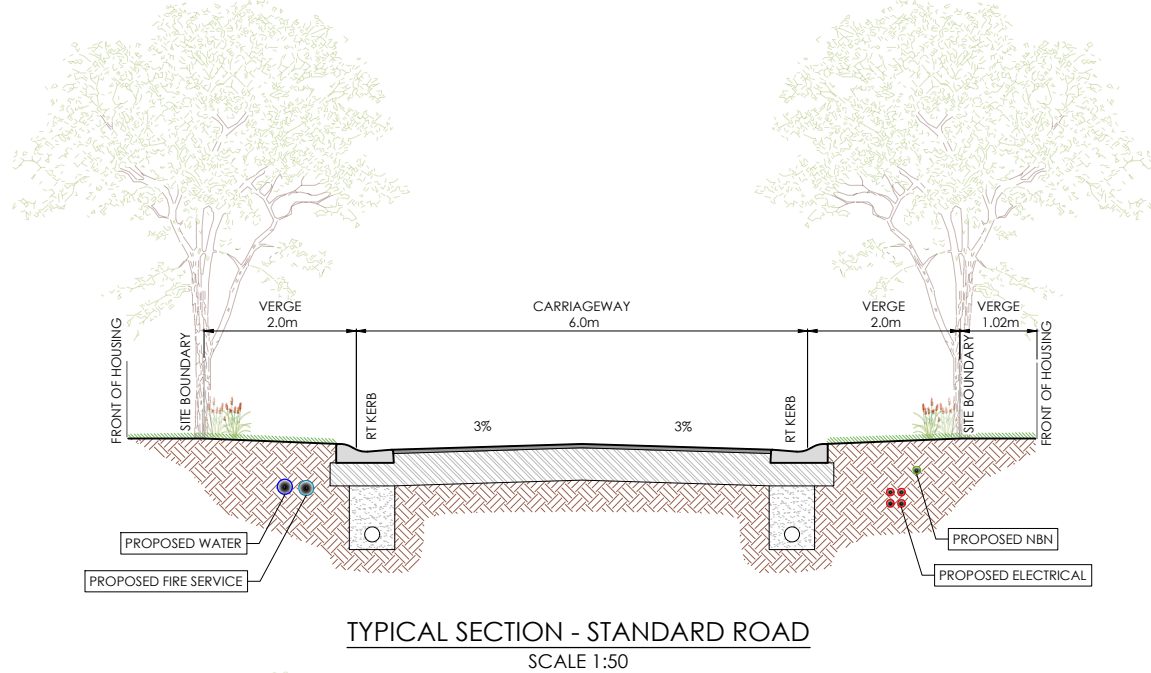 VERGE
2.0m
CARRIAGEWAY
6.0m
VERGE
2.0m
VERGE
1.02m
FRONT OF HOUSING
SITE BOUNDARY
RT KERB
3%
3%
RT KERB
SITE BOUNDARY
FRONT OF HOUSING
PROPOSED WATER
PROPOSED FIRE SERVICE
PROPOSED NBN
PROPOSED ELECTRICAL
TYPICAL SECTION - STANDARD ROAD
SCALE 1:50